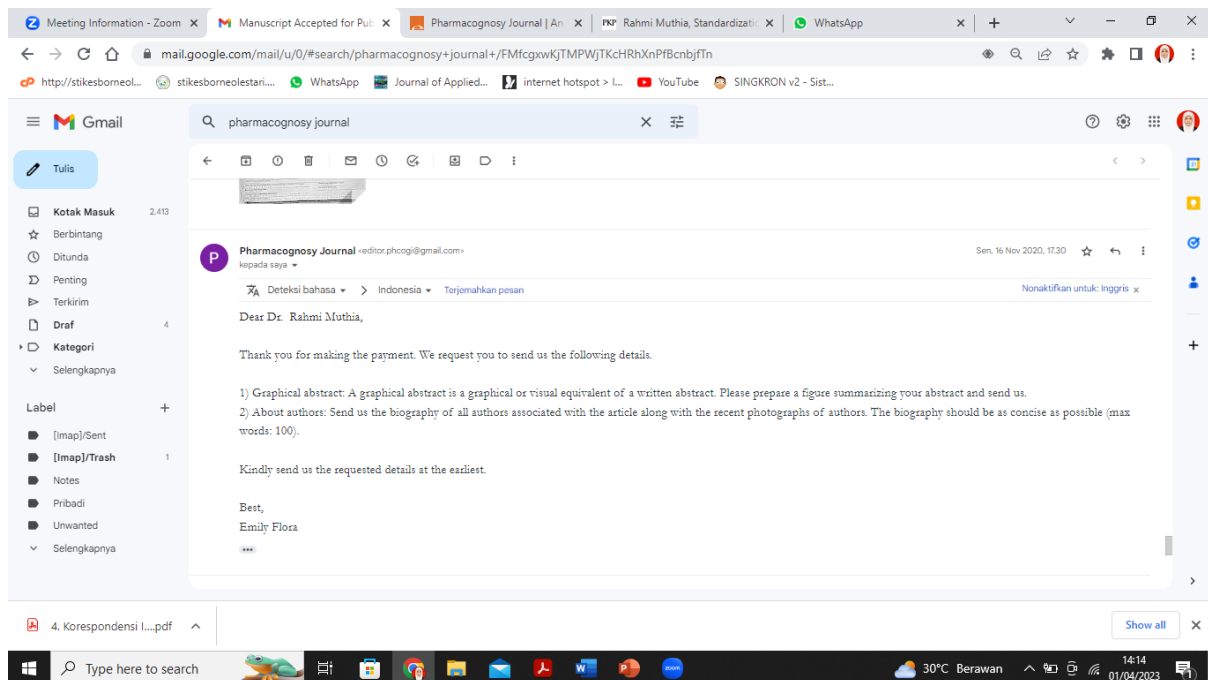 Meeting Information - Zoom
Manuscript Accepted for Pub
Pharmacognosy Journal | An
PKP Rahmi Muthia, Standardizatio
WhatsApp
mail.google.com/mail/u/0/#search/pharmacognosy+journal+/FMfcgxwKjTMPWjTKcHRhXnPfBcnbjfTn
http://stikesborneol...
stikesborneolestari....
WhatsApp
Journal of Applied...
internet hotspot > l...
YouTube
SINGKRON v2 - Sist...
Gmail
pharmacognosy journal
Tulis
Kotak Masuk 2.413
Berbintang
Ditunda
Penting
Terkirim
Draf 4
Kategori
Selengkapnya
Label +
[Imap]/Sent
[Imap]/Trash 1
Notes
Pribadi
Unwanted
Selengkapnya
P
Pharmacognosy Journal <editor.phcogi@gmail.com>
Sen, 16 Nov 2020, 17.30
kepada saya
Deteksi bahasa > Indonesia Terjemahkan pesan
Nonaktifkan untuk: Inggris x
Dear Dr. Rahmi Muthia,
Thank you for making the payment. We request you to send us the following details.
1) Graphical abstract: A graphical abstract is a graphical or visual equivalent of a written abstract. Please prepare a figure summarizing your abstract and send us.
2) About authors: Send us the biography of all authors associated with the article along with the recent photographs of authors. The biography should be as concise as possible (max
words: 100).
Kindly send us the requested details at the earliest.
Best,
Emily Flora
...
4. Korespondensi I....pdf
Show all
Type here to search
zoom
30°C Berawan
14:14
01/04/2023